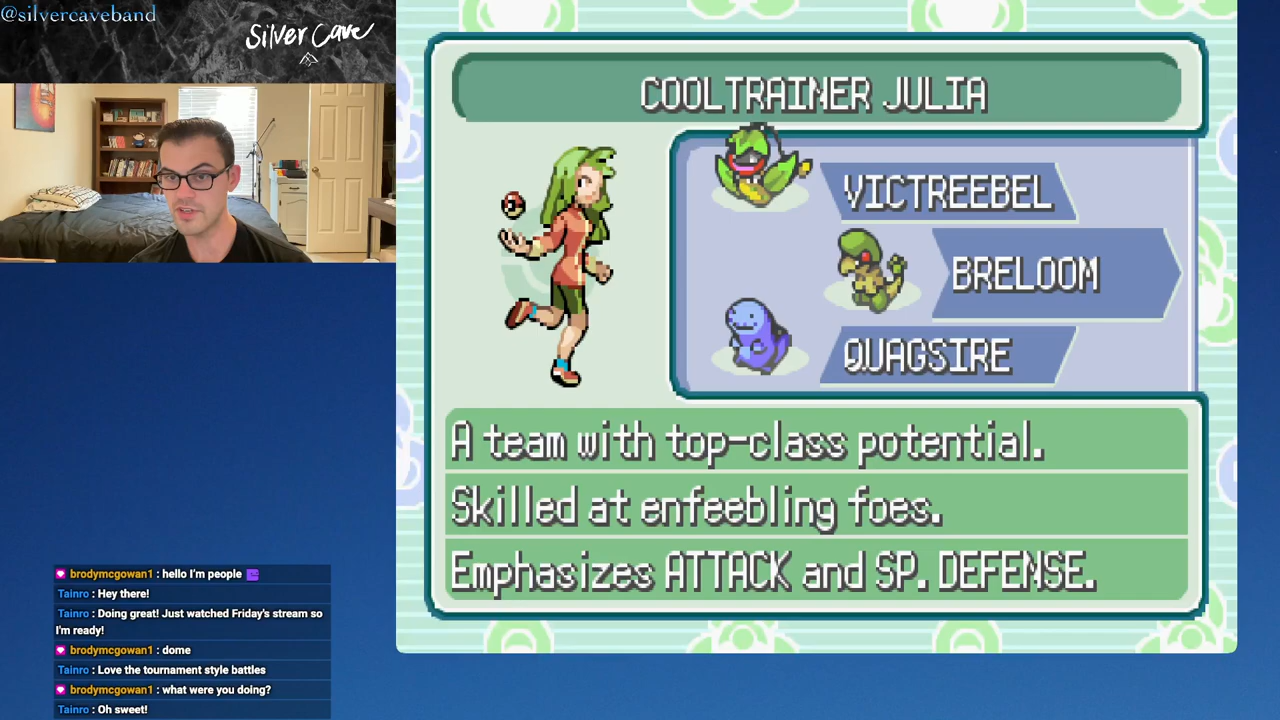 @silvercaveband
Silver Cave
COOLTRAINER JULIA
VICTREEBEL
BRELOOM
QUAGSIRE
A team with top-class potential.
Skilled at enfeebling foes.
Emphasizes ATTACK and SP. DEFENSE.
brodymcgowan1 : hello I'm people
Tainro : Hey there!
Tainro : Doing great! Just watched Friday's stream so
I'm ready!
brodymcgowan1 : dome
Tainro : Love the tournament style battles
brodymcgowan1 : what were you doing?
Tainro : Oh sweet!